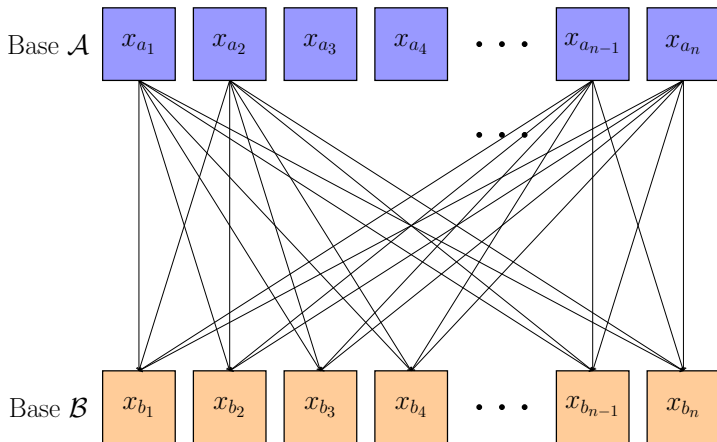 Base 𝒜 x_{a_1} x_{a_2} x_{a_3} x_{a_4} ··· x_{a_{n−1}} x_{a_n}
···
Base ℬ x_{b_1} x_{b_2} x_{b_3} x_{b_4} ··· x_{b_{n−1}} x_{b_n}